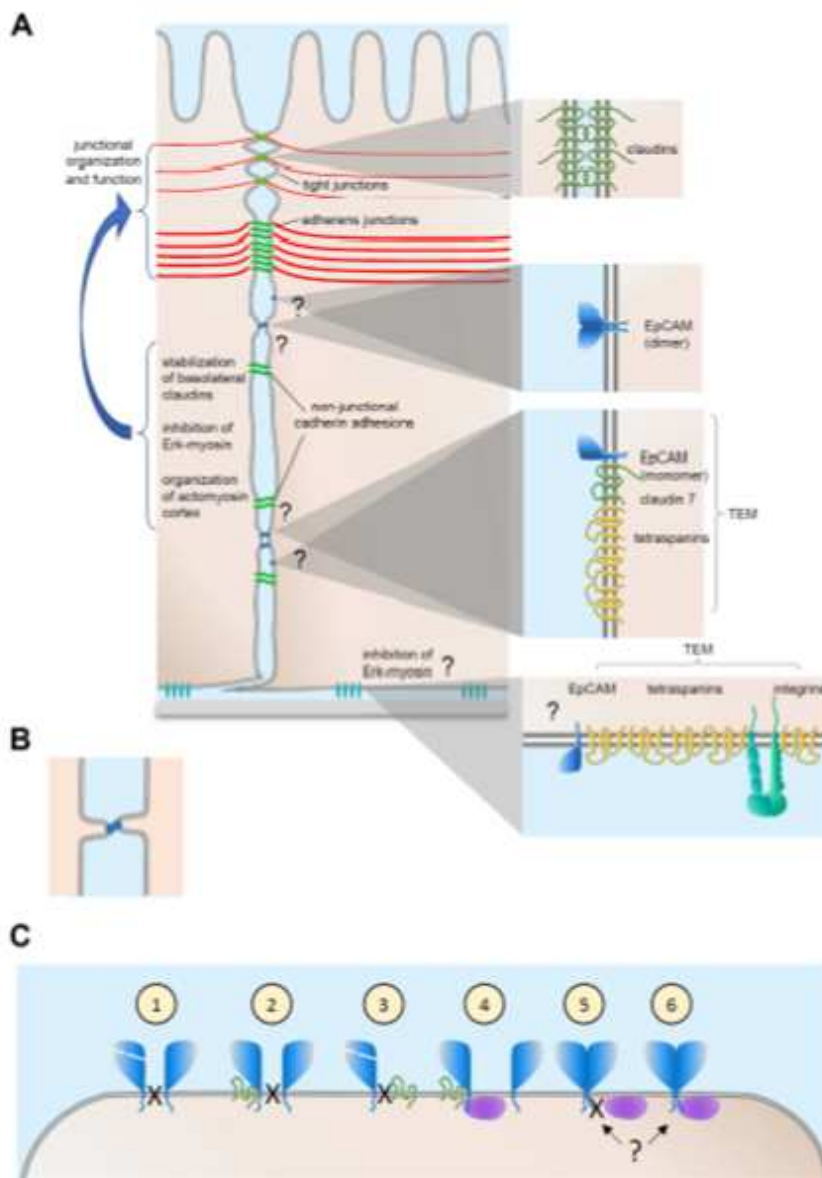 A
junctional
organization
and function
tight junctions
claudins
adherens junctions
?
?
EpCAM
(dimer)
stabilization
of basolateral
claudins
inhibition of
Erk-myosin
organization
of actomyosin
cortex
non-junctional
cadherin adhesions
?
?
EpCAM
(monomer)
claudin 7
tetraspanins
TEM
inhibition of
Erk-myosin ?
TEM
EpCAM
tetraspanins
integrins
?
B
C
1
2
3
4
5
6
X
X
X
X
?